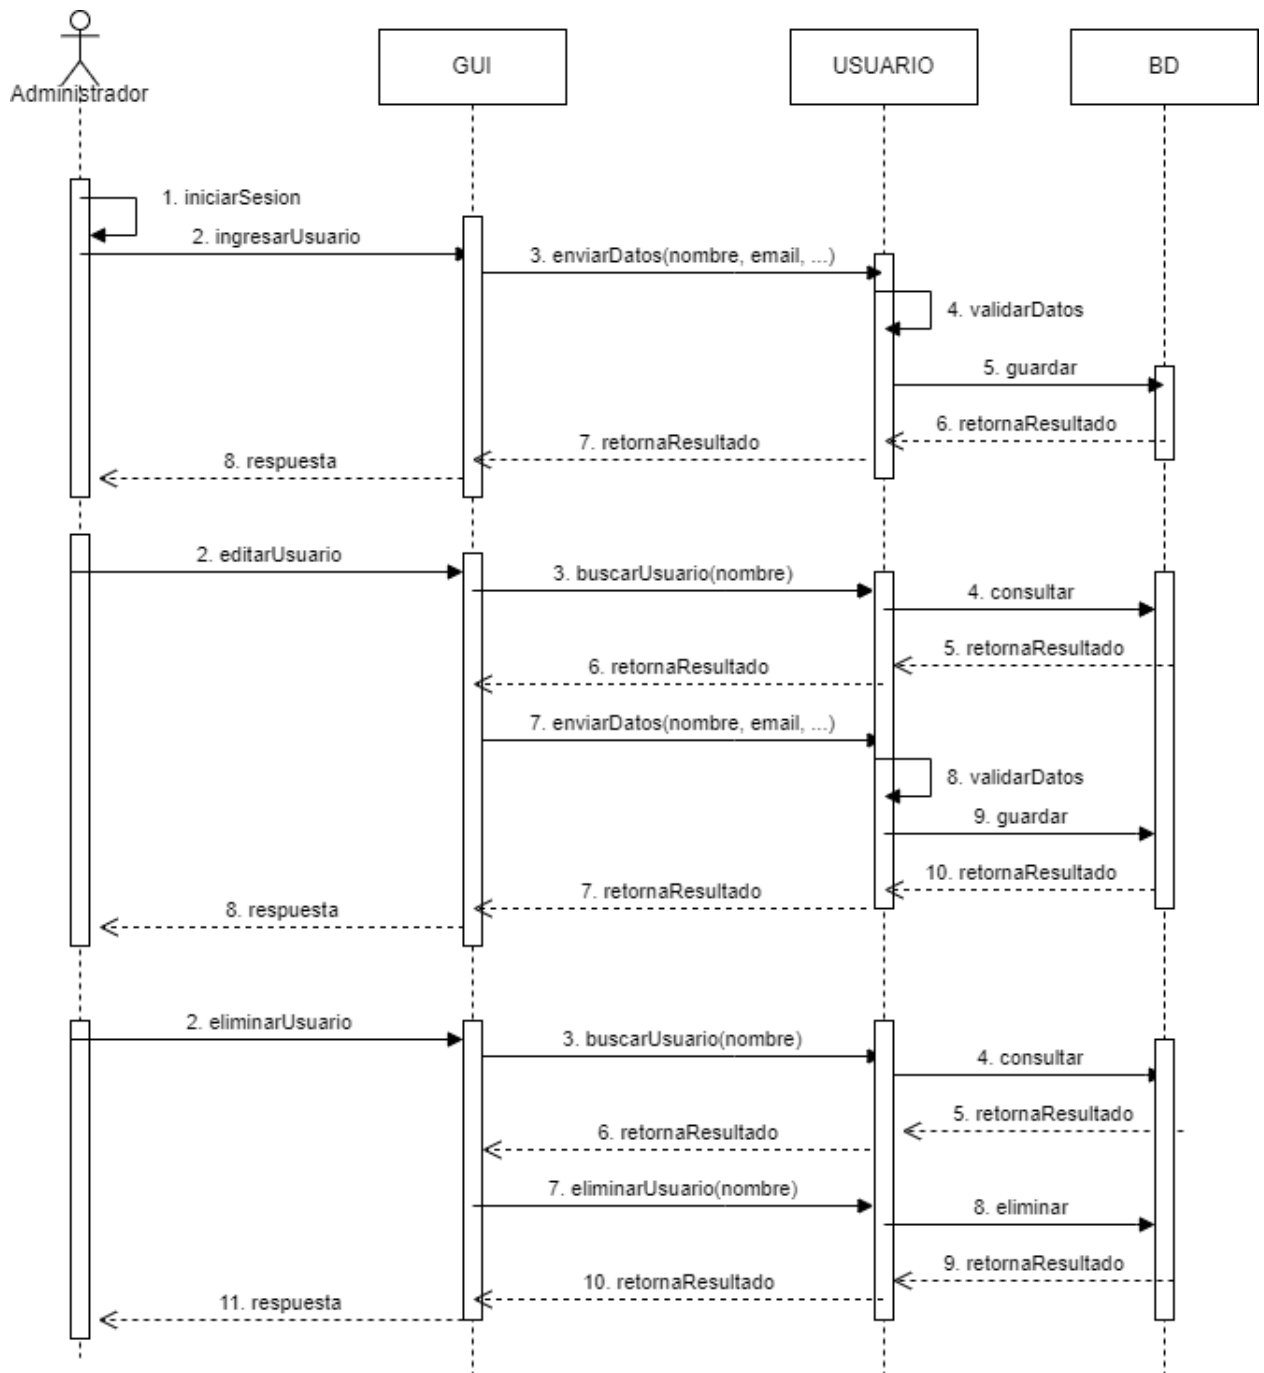 Administrador
GUI
USUARIO
BD
1. iniciarSesion
2. ingresarUsuario
3. enviarDatos(nombre, email, ...)
4. validarDatos
5. guardar
6. retornaResultado
7. retornaResultado
8. respuesta
2. editarUsuario
3. buscarUsuario(nombre)
4. consultar
5. retornaResultado
6. retornaResultado
7. enviarDatos(nombre, email, ...)
8. validarDatos
9. guardar
10. retornaResultado
7. retornaResultado
8. respuesta
2. eliminarUsuario
3. buscarUsuario(nombre)
4. consultar
5. retornaResultado
6. retornaResultado
7. eliminarUsuario(nombre)
8. eliminar
9. retornaResultado
10. retornaResultado
11. respuesta